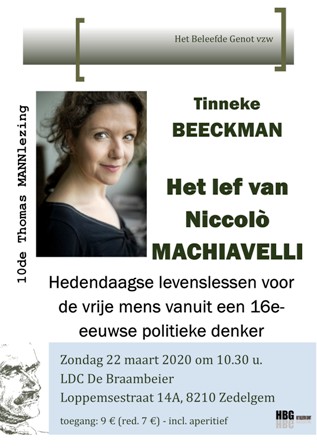 Het Beleefde Genot vzw
10de Thomas MANNlezing
Tinneke
BEECKMAN
Het lef van
Niccolò
MACHIAVELLI
Hedendaagse levenslessen voor
de vrije mens vanuit een 16e-
eeuwse politieke denker
Zondag 22 maart 2020 om 10.30 u.
LDC De Braambeier
Loppemsestraat 14A, 8210 Zedelgem
toegang: 9 € (red. 7 €) - incl. aperitief
HBG